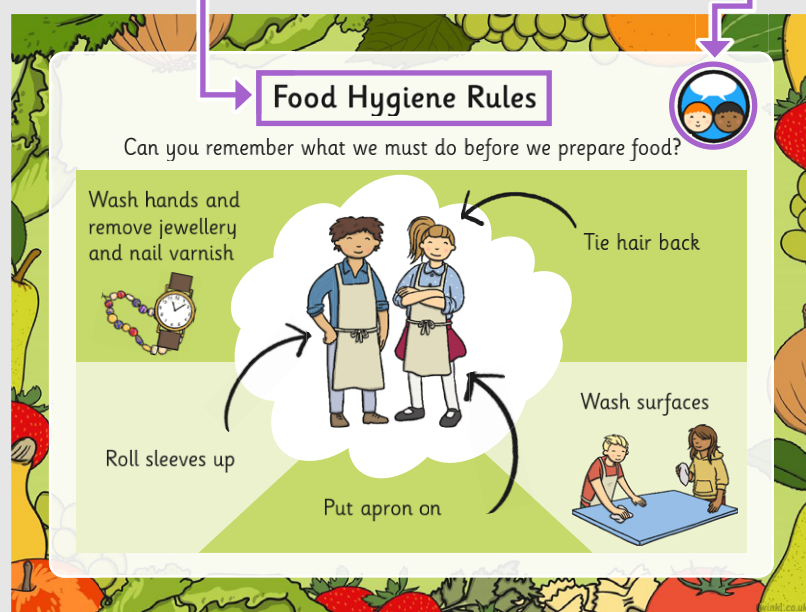 Food Hygiene Rules
Can you remember what we must do before we prepare food?
Wash hands and
remove jewellery
and nail varnish
Tie hair back
Roll sleeves up
Put apron on
Wash surfaces